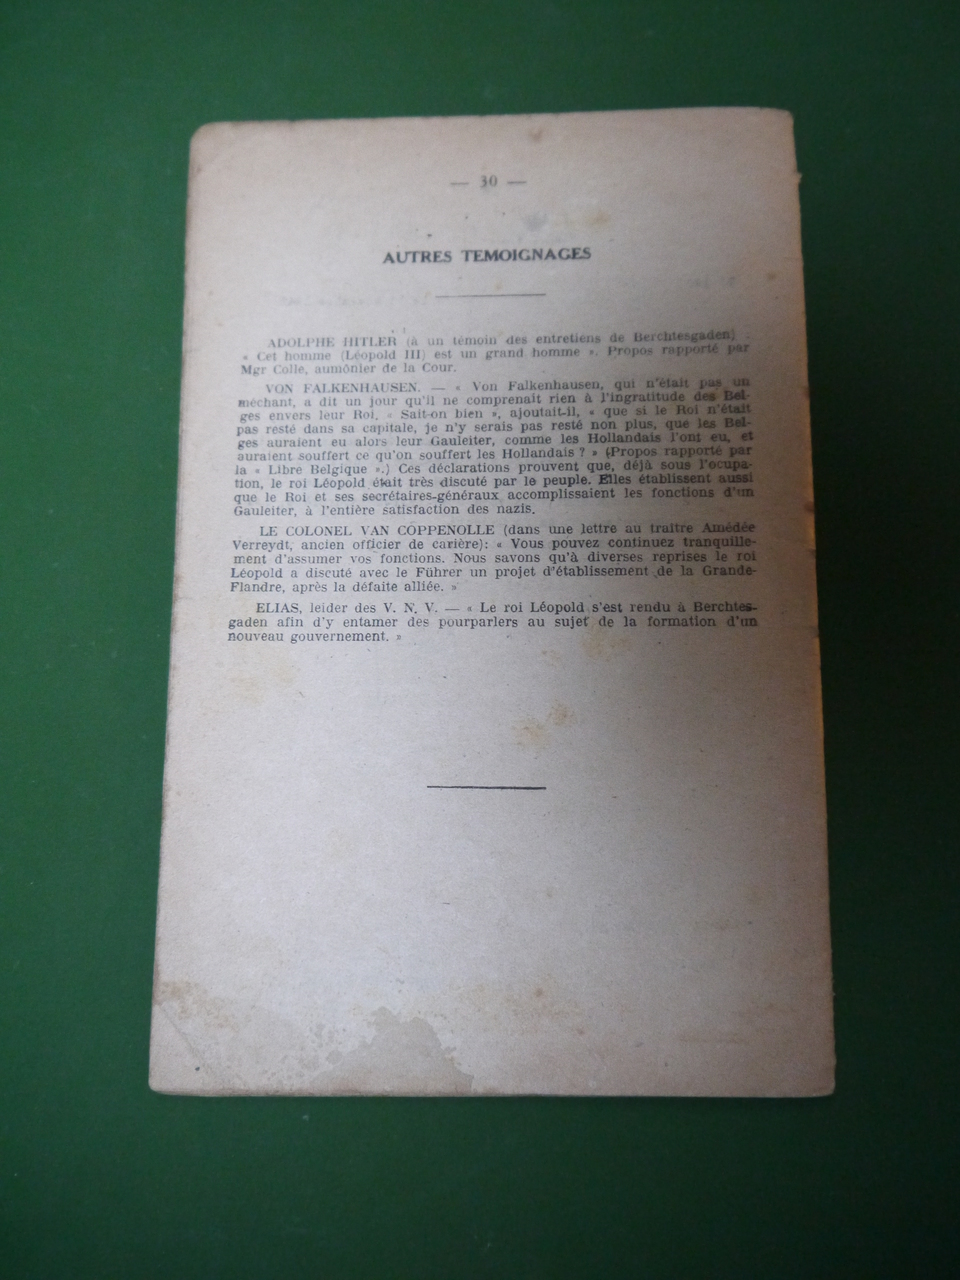 — 30 —
AUTRES TEMOIGNAGES
ADOLPHE HITLER (à un témoin des entretiens de Berchtesgaden) :
« Cet homme (Léopold III) est un grand homme ». Propos rapporté par
Mgr Colle, aumônier de la Cour.
VON FALKENHAUSEN. — « Von Falkenhausen, qui n'était pas un
méchant, a dit un jour qu'il ne comprenait rien à l'ingratitude des Bel-
ges envers leur Roi. « Sait-on bien », ajoutait-il, « que si le Roi n'était
pas resté dans sa capitale, je n'y serais pas resté non plus, que les Bel-
ges auraient eu alors leur Gauleiter, comme les Hollandais l'ont eu, et
auraient souffert ce qu'on souffert les Hollandais ? » (Propos rapporté par
la « Libre Belgique ».) Ces déclarations prouvent que, déjà sous l'occupa-
tion, le roi Léopold était très discuté par le peuple. Elles établissent aussi
que le Roi et ses secrétaires-généraux accomplissaient les fonctions d'un
Gauleiter, à l'entière satisfaction des nazis.
LE COLONEL VAN COPPENOLLE (dans une lettre au traître Amédée
Verreydt, ancien officier de carière): « Vous pouvez continuez tranquille-
ment d'assumer vos fonctions. Nous savons qu'à diverses reprises le roi
Léopold a discuté avec le Führer un projet d'établissement de la Grande-
Flandre, après la défaite alliée. »
ELIAS, leider des V. N. V. — « Le roi Léopold s'est rendu à Berchtes-
gaden afin d'y entamer des pourparlers au sujet de la formation d'un
nouveau gouvernement. »